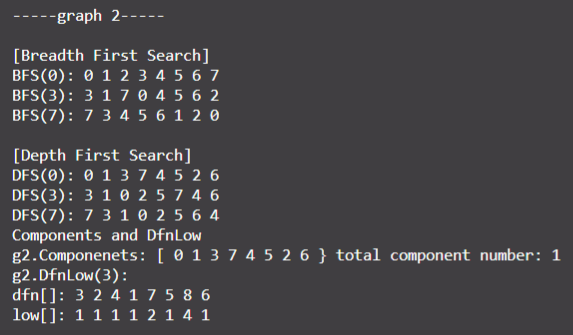 -----graph 2-----
[Breadth First Search]
BFS(0): 0 1 2 3 4 5 6 7
BFS(3): 3 1 7 0 4 5 6 2
BFS(7): 7 3 4 5 6 1 2 0
[Depth First Search]
DFS(0): 0 1 3 7 4 5 2 6
DFS(3): 3 1 0 2 5 7 4 6
DFS(7): 7 3 1 0 2 5 6 4
Components and DfnLow
g2.Componenets: [ 0 1 3 7 4 5 2 6 } total component number: 1
g2.DfnLow(3):
dfn[]: 3 2 4 1 7 5 8 6
low[]: 1 1 1 1 2 1 4 1